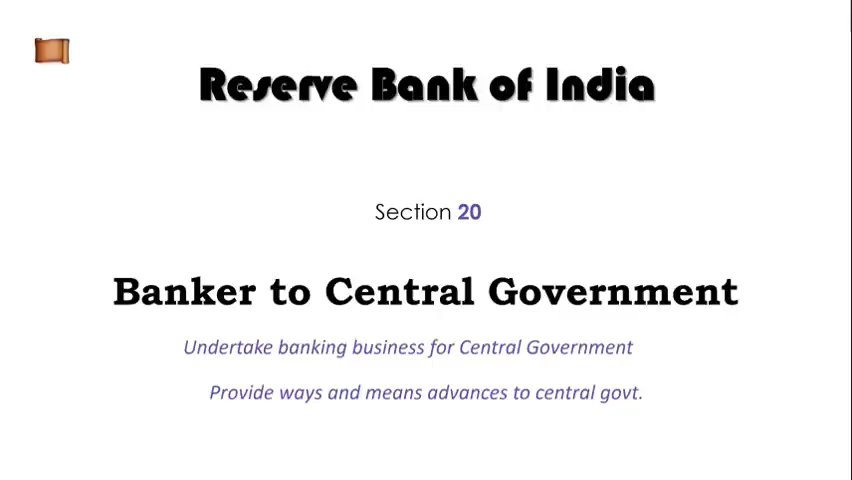 Reserve Bank of India
Section 20
Banker to Central Government
Undertake banking business for Central Government
Provide ways and means advances to central govt.